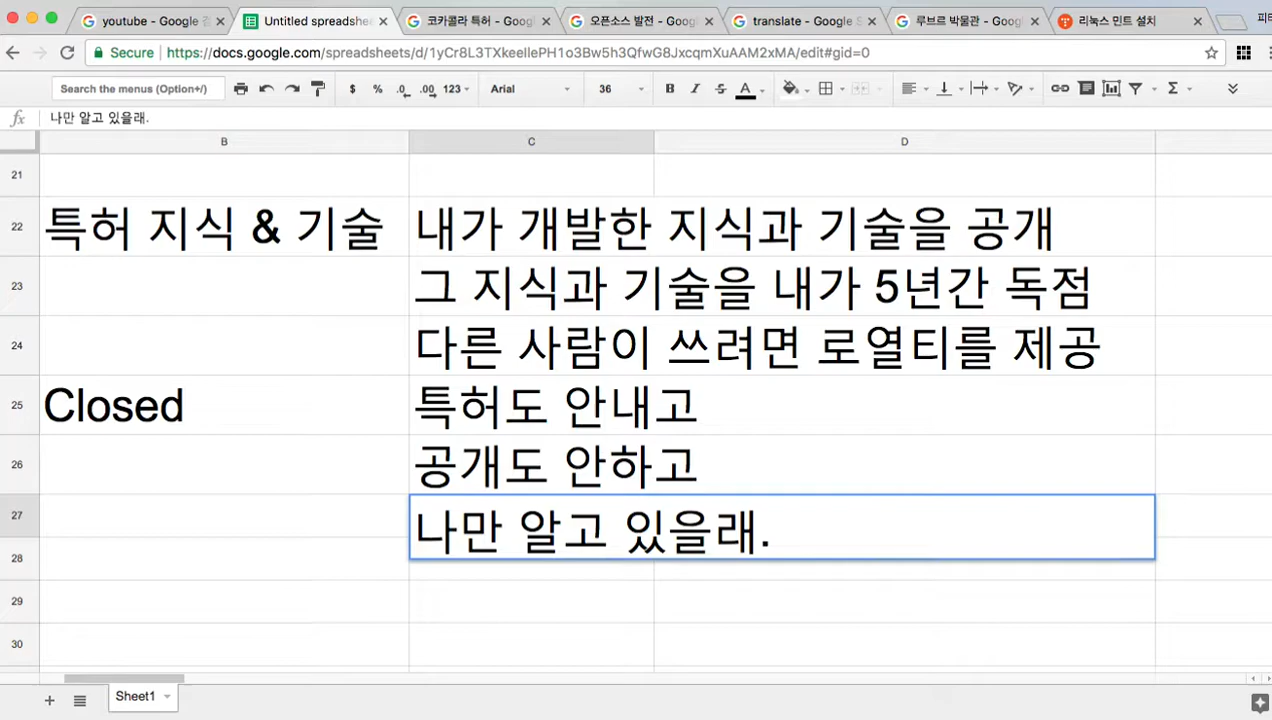 youtube - Google 검
Untitled spreadshee
코카콜라 특허 - Goog
오픈소스 발전 - Goog
translate - Google S
루브르 박물관 - Goog
리눅스 민트 설치
Secure
https://docs.google.com/spreadsheets/d/1yCr8L3TXkeeIlePH1o3Bw5h3QfwG8JxcqmXuAAM2xMA/edit#gid=0
Search the menus (Option+/)
$ % .0 .00 123
Arial
36
B I S A
fx 나만 알고 있을래.
B C D
21
22 특허 지식 & 기술 내가 개발한 지식과 기술을 공개
23 그 지식과 기술을 내가 5년간 독점
24 다른 사람이 쓰려면 로열티를 제공
25 Closed 특허도 안내고
26 공개도 안하고
27 나만 알고 있을래.
28
29
30
Sheet1